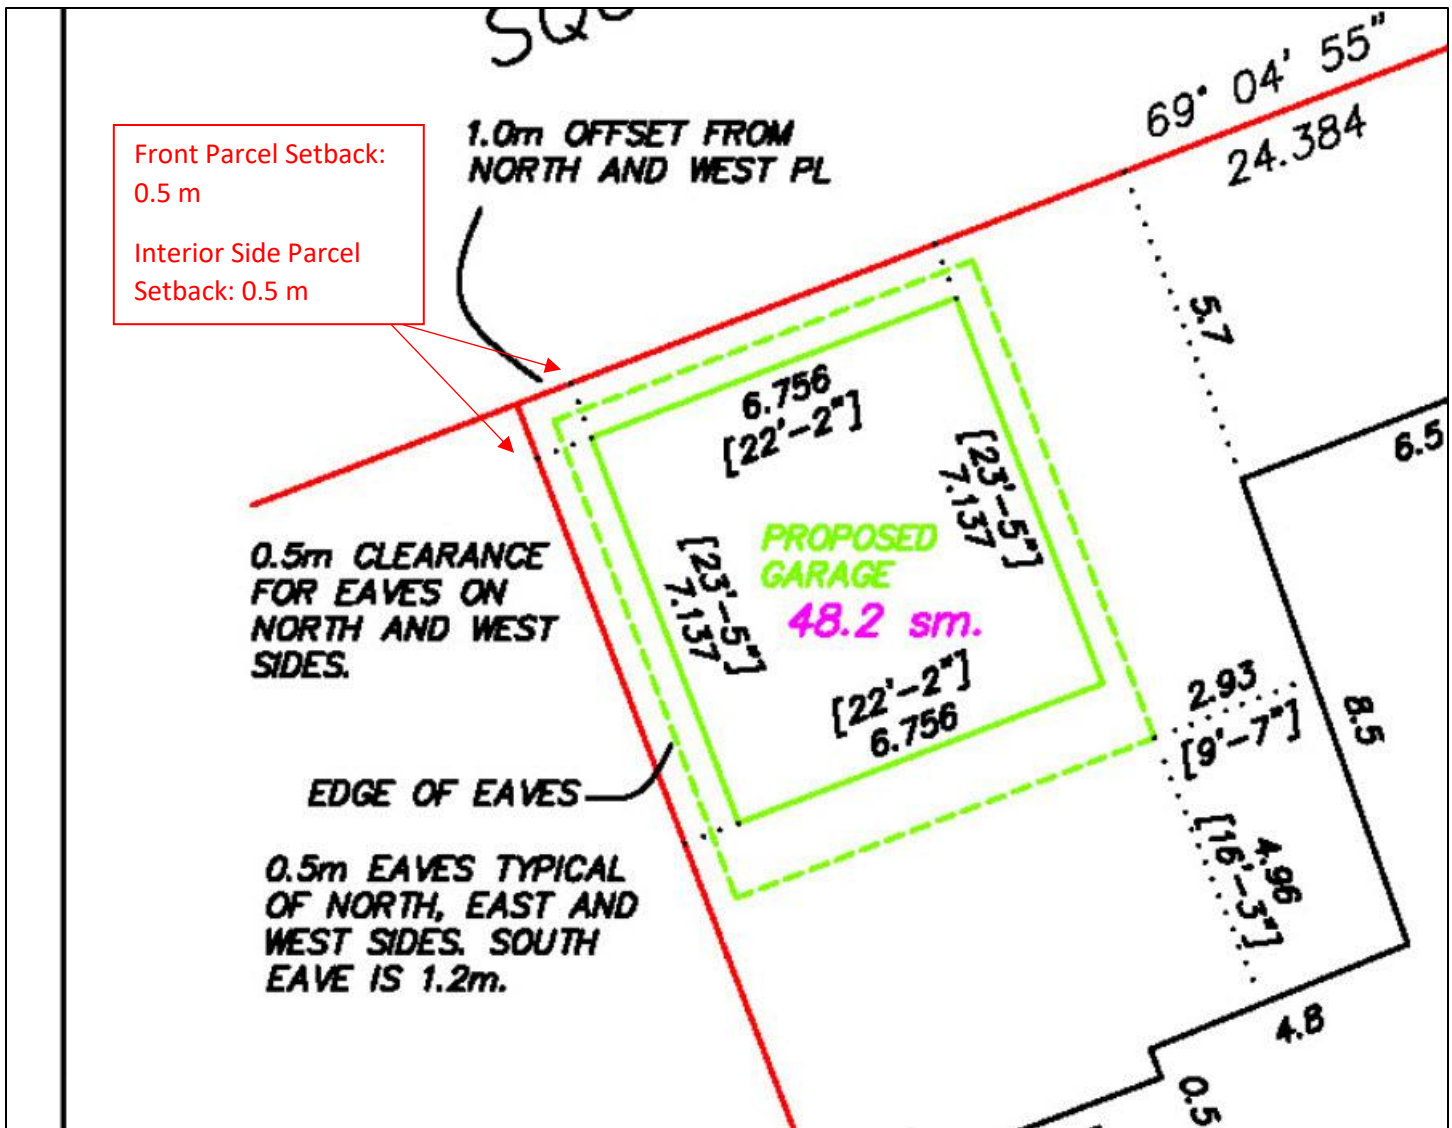 69° 04' 55"
24.384
1.0m OFFSET FROM
NORTH AND WEST PL
Front Parcel Setback:
0.5 m
Interior Side Parcel
Setback: 0.5 m
5.7
6.5
6.756
[22'-2"]
[23'-5"]
7.137
PROPOSED
GARAGE
48.2 sm.
[23'-5"]
7.137
[22'-2"]
6.756
0.5m CLEARANCE
FOR EAVES ON
NORTH AND WEST
SIDES.
2.93
[9'-7"]
8.5
EDGE OF EAVES
4.96
[16'-3"]
0.5m EAVES TYPICAL
OF NORTH, EAST AND
WEST SIDES. SOUTH
EAVE IS 1.2m.
4.8
0.5